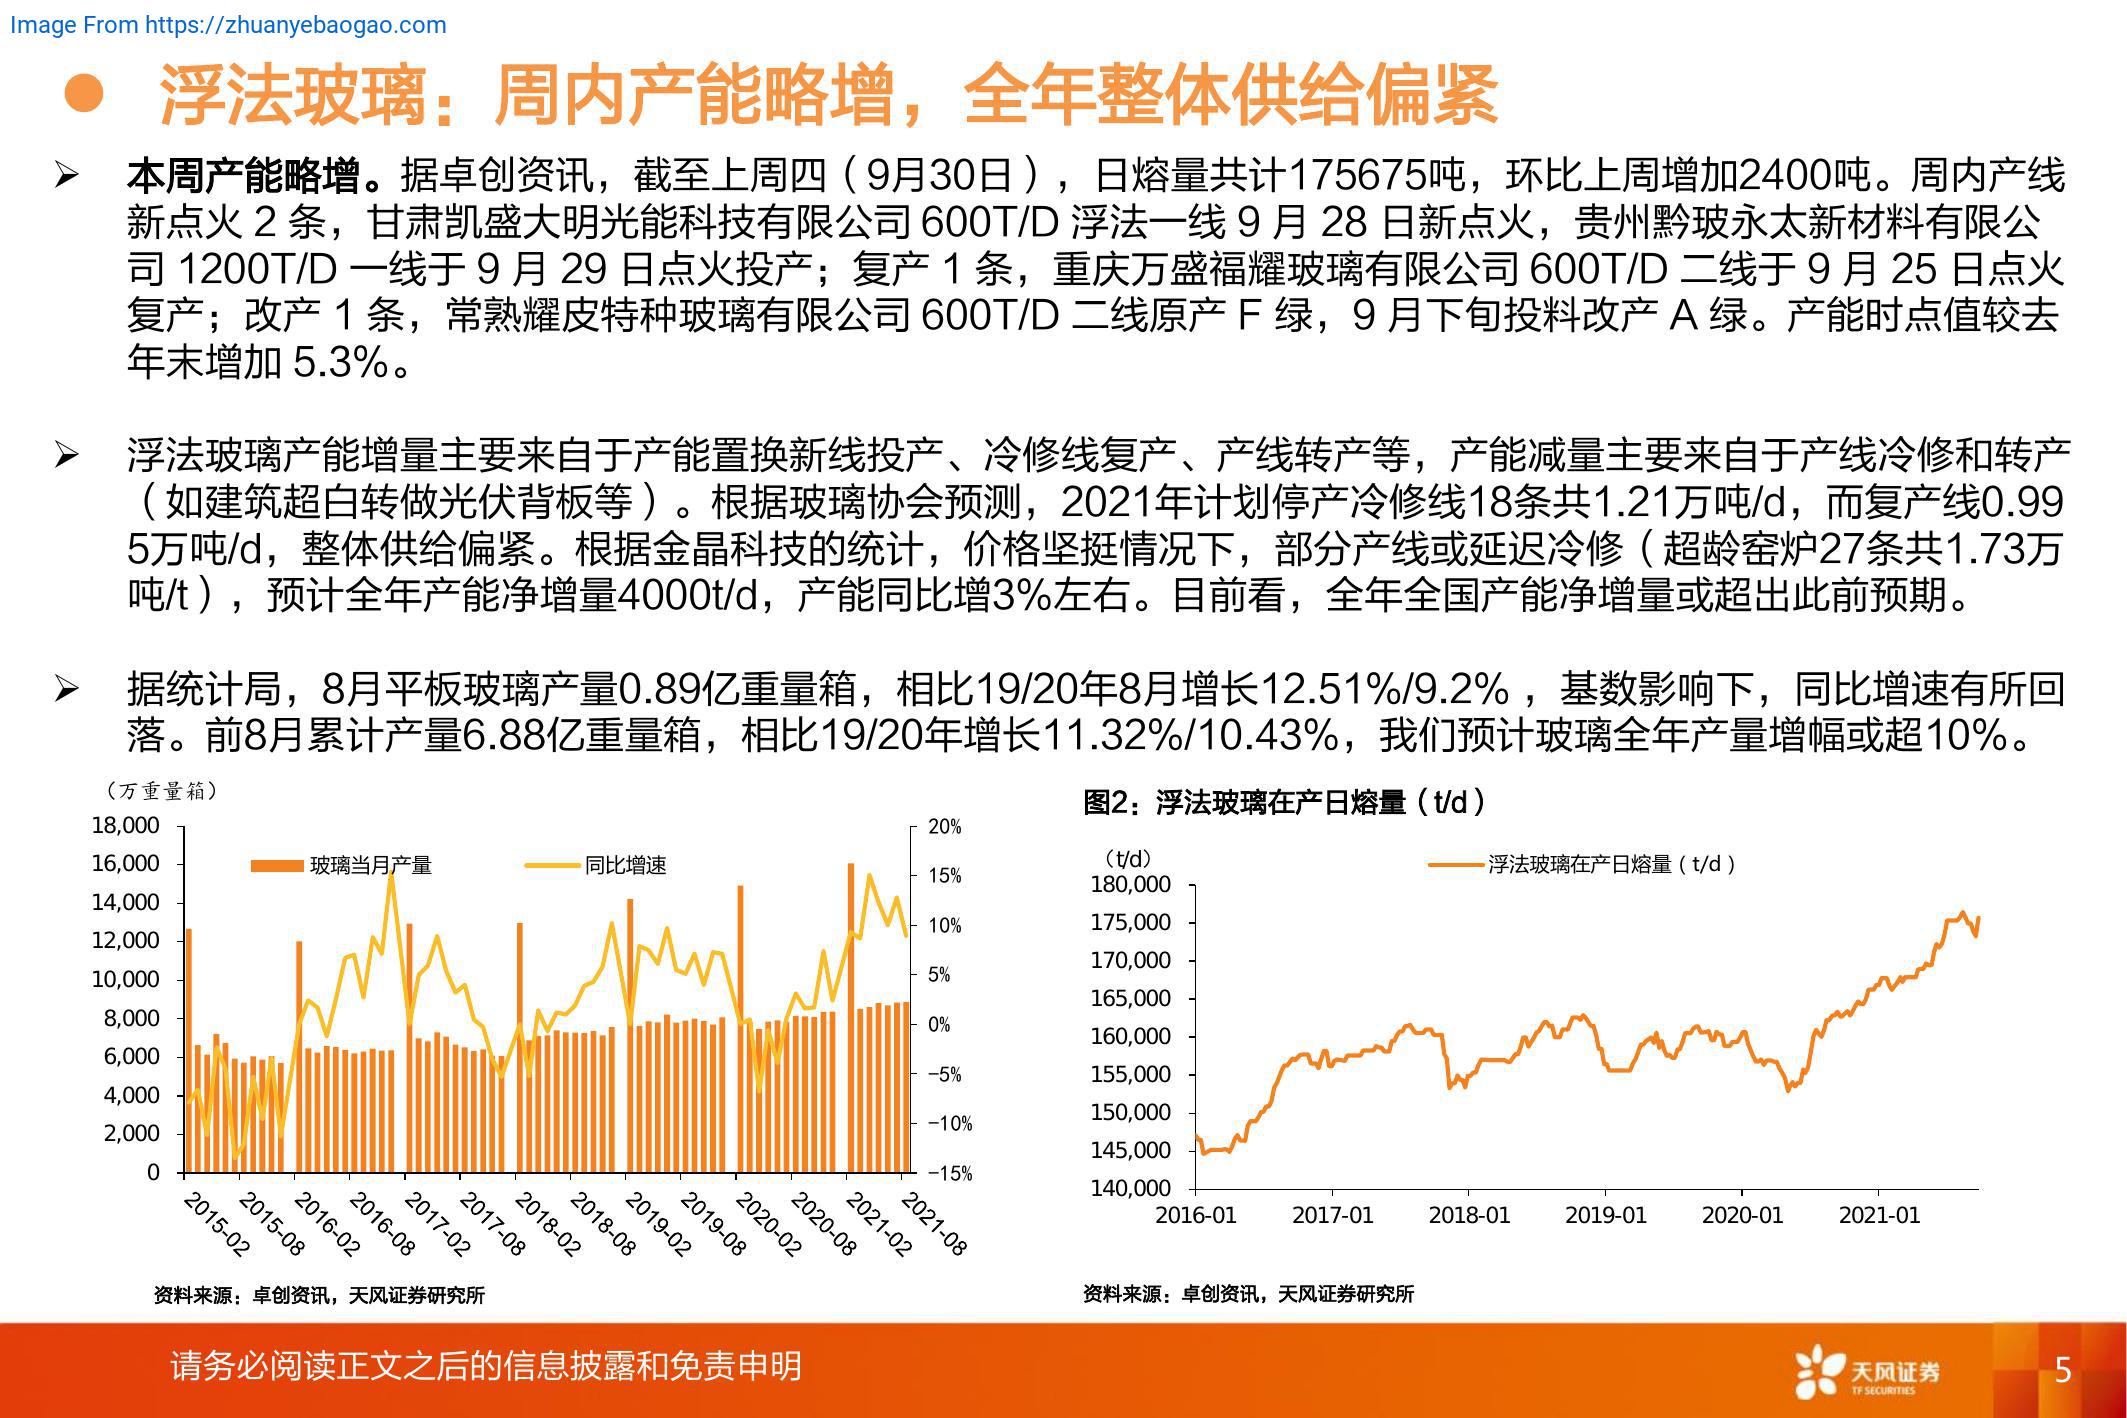 Image From https://zhuanyebaogao.com
浮法玻璃：周内产能略增，全年整体供给偏紧
本周产能略增。据卓创资讯，截至上周四（9月30日），日熔量共计175675吨，环比上周增加2400吨。周内产线
新点火 2 条，甘肃凯盛大明光能科技有限公司 600T/D 浮法一线 9 月 28 日新点火，贵州黔玻永太新材料有限公
司 1200T/D 一线于 9 月 29 日点火投产；复产 1 条，重庆万盛福耀玻璃有限公司 600T/D 二线于 9 月 25 日点火
复产；改产 1 条，常熟耀皮特种玻璃有限公司 600T/D 二线原产 F 绿，9 月下旬投料改产 A 绿。产能时点值较去
年末增加 5.3%。
浮法玻璃产能增量主要来自于产能置换新线投产、冷修线复产、产线转产等，产能减量主要来自于产线冷修和转产
（如建筑超白转做光伏背板等）。根据玻璃协会预测，2021年计划停产冷修线18条共1.21万吨/d，而复产线0.99
5万吨/d，整体供给偏紧。根据金晶科技的统计，价格坚挺情况下，部分产线或延迟冷修（超龄窑炉27条共1.73万
吨/t），预计全年产能净增量4000t/d，产能同比增3%左右。目前看，全年全国产能净增量或超出此前预期。
据统计局，8月平板玻璃产量0.89亿重量箱，相比19/20年8月增长12.51%/9.2% ，基数影响下，同比增速有所回
落。前8月累计产量6.88亿重量箱，相比19/20年增长11.32%/10.43%，我们预计玻璃全年产量增幅或超10%。
（万重量箱）
18,000
16,000
14,000
12,000
10,000
8,000
6,000
4,000
2,000
0
玻璃当月产量
同比增速
20%
15%
10%
5%
0%
-5%
-10%
-15%
2015-02
2015-08
2016-02
2016-08
2017-02
2017-08
2018-02
2018-08
2019-02
2019-08
2020-02
2020-08
2021-02
2021-08
资料来源：卓创资讯，天风证券研究所
图2：浮法玻璃在产日熔量（t/d）
（t/d）
浮法玻璃在产日熔量（t/d）
180,000
175,000
170,000
165,000
160,000
155,000
150,000
145,000
140,000
2016-01
2017-01
2018-01
2019-01
2020-01
2021-01
资料来源：卓创资讯，天风证券研究所
请务必阅读正文之后的信息披露和免责申明
天风证券
TF SECURITIES
5